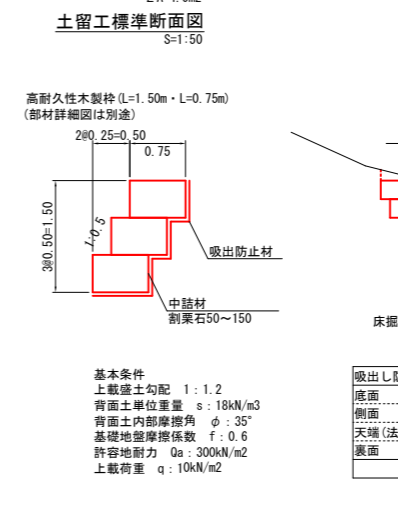 土留工標準断面図
S=1:50
高耐久性木製枠(L=1.50m・L=0.75m)
(部材詳細図は別途)
2@0.25=0.50
0.75
3@0.50=1.50
1:0.5
吸出防止材
中詰材
割栗石50～150
床掘
基本条件
上載盛土勾配 1：1.2
背面土単位重量 s：18kN/m3
背面土内部摩擦角 φ：35°
基礎地盤摩擦係数 f：0.6
許容地耐力 Qa：300kN/m2
上載荷重 q：10kN/m2
吸出し防
底面
側面
天端(法
裏面